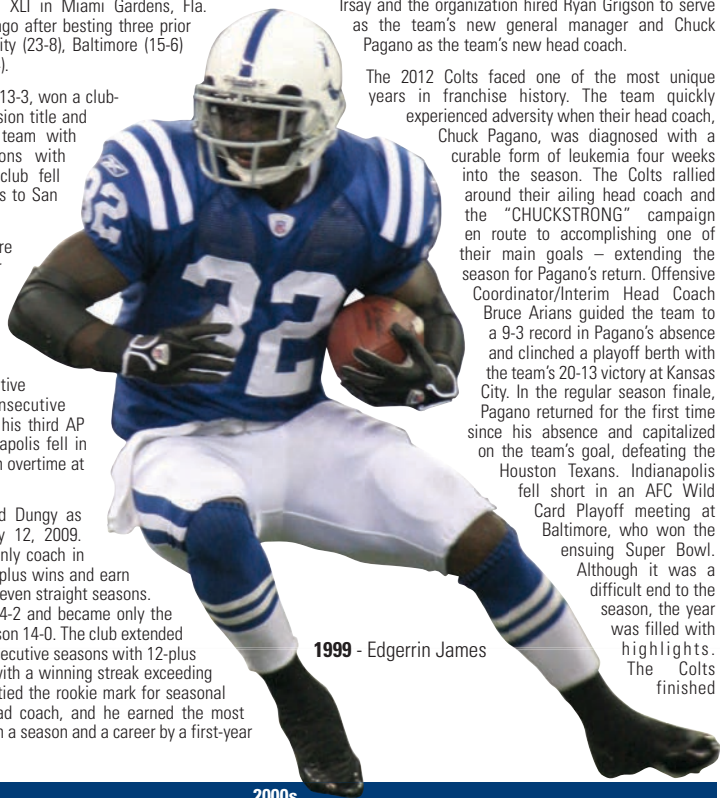 XLI in Miami Gardens, Fla.
ago after besting three prior
ity (23-8), Baltimore (15-6)
).
13-3, won a club-
sion title and
team with
ons with
club fell
s to San
re
tive
nsecutive
his third AP
apolis fell in
n overtime at
d Dungy as
y 12, 2009.
nly coach in
plus wins and earn
even straight seasons.
4-2 and became only the
son 14-0. The club extended
ecutive seasons with 12-plus
with a winning streak exceeding
tied the rookie mark for seasonal
ad coach, and he earned the most
n a season and a career by a first-year
32
32
1999 - Edgerrin James
Irsay and the organization hired Ryan Grigson to serve
as the team's new general manager and Chuck
Pagano as the team's new head coach.
The 2012 Colts faced one of the most unique
years in franchise history. The team quickly
experienced adversity when their head coach,
Chuck Pagano, was diagnosed with a
curable form of leukemia four weeks
into the season. The Colts rallied
around their ailing head coach and
the “CHUCKSTRONG” campaign
en route to accomplishing one of
their main goals – extending the
season for Pagano's return. Offensive
Coordinator/Interim Head Coach
Bruce Arians guided the team to
a 9-3 record in Pagano's absence
and clinched a playoff berth with
the team's 20-13 victory at Kansas
City. In the regular season finale,
Pagano returned for the first time
since his absence and capitalized
on the team's goal, defeating the
Houston Texans. Indianapolis
fell short in an AFC Wild
Card Playoff meeting at
Baltimore, who won the
ensuing Super Bowl.
Although it was a
difficult end to the
season, the year
was filled with
highlights.
The Colts
finished
2000s